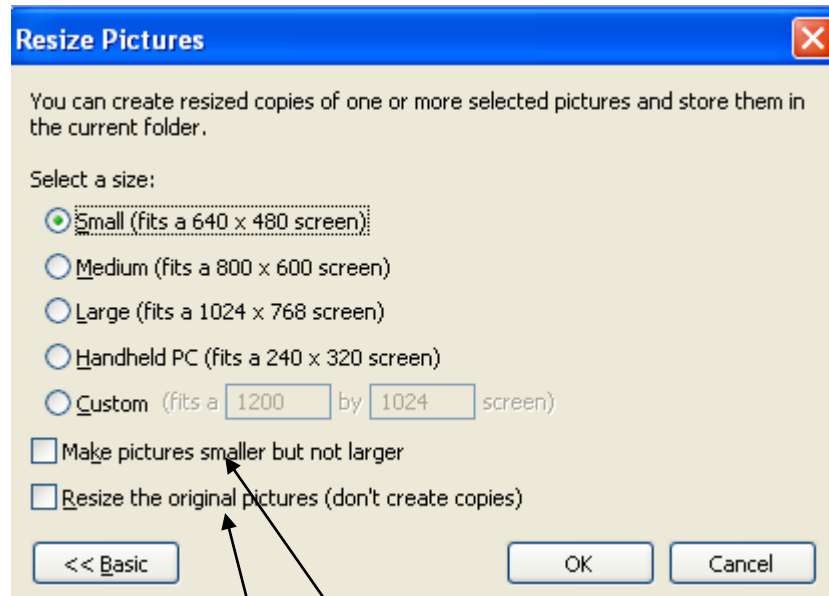 Resize Pictures
You can create resized copies of one or more selected pictures and store them in
the current folder.
Select a size:
Small (fits a 640 x 480 screen)
Medium (fits a 800 x 600 screen)
Large (fits a 1024 x 768 screen)
Handheld PC (fits a 240 x 320 screen)
Custom (fits a 1200 by 1024 screen)
Make pictures smaller but not larger
Resize the original pictures (don't create copies)
<< Basic OK Cancel